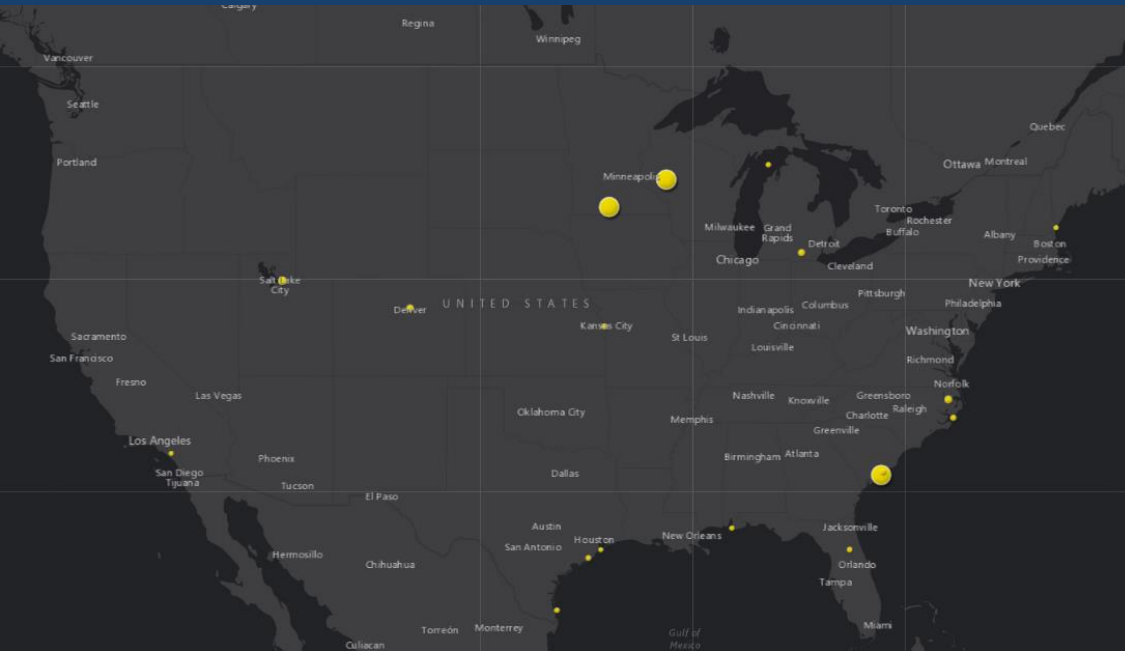 Calgary
Regina
Winnipeg
Vancouver
Seattle
Portland
Quebec
Ottawa
Montreal
Minneapolis
Toronto
Rochester
Buffalo
Milwaukee
Grand
Rapids
Detroit
Albany
Boston
Providence
Chicago
Cleveland
Salt Lake
City
New York
Pittsburgh
Philadelphia
Denver
UNITED STATES
Indianapolis
Columbus
Kansas City
Cincinnati
Washington
Sacramento
St Louis
Louisville
San Francisco
Richmond
Fresno
Las Vegas
Norfolk
Nashville
Knoxville
Greensboro
Raleigh
Oklahoma City
Memphis
Charlotte
Greenville
Los Angeles
Phoenix
Birmingham
Atlanta
San Diego
Tijuana
Dallas
Tucson
El Paso
Austin
Houston
New Orleans
Jacksonville
San Antonio
Hermosillo
Chihuahua
Orlando
Tampa
Torreón
Monterrey
Miami
Gulf of
Mexico
Culiacan